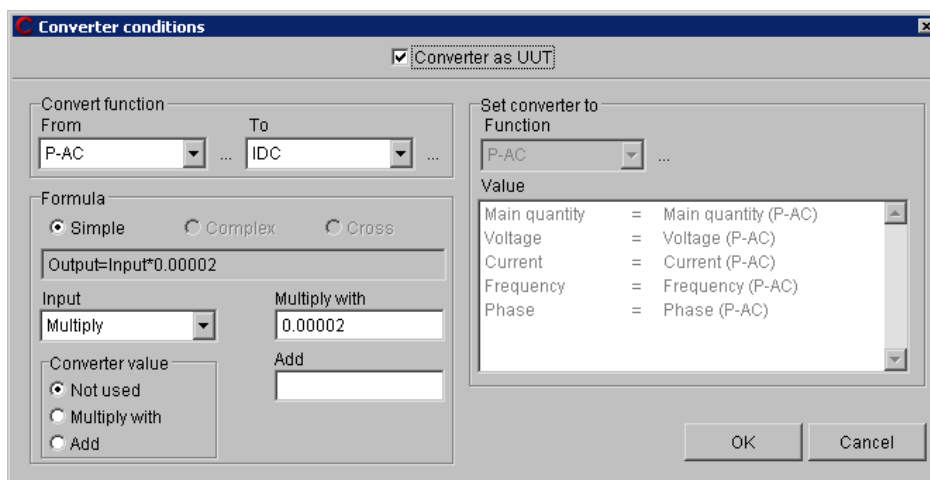 Converter conditions
Converter as UUT
Convert function
From To
P-AC ... IDC ...
Formula
Simple Complex Cross
Output=Input*0.00002
Input Multiply with
Multiply 0.00002
Converter value Add
Not used
Multiply with
Add
Set converter to
Function
P-AC ...
Value
Main quantity = Main quantity (P-AC)
Voltage = Voltage (P-AC)
Current = Current (P-AC)
Frequency = Frequency (P-AC)
Phase = Phase (P-AC)
OK Cancel